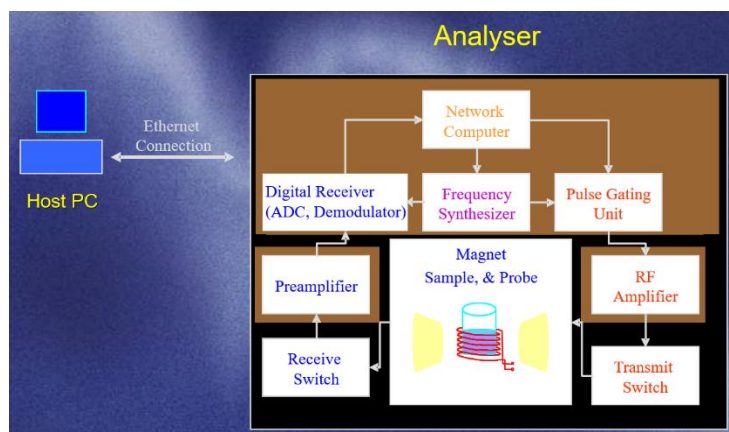 Analyser
Ethernet
Connection
Host PC
Network
Computer
Digital Receiver
(ADC, Demodulator)
Frequency
Synthesizer
Pulse Gating
Unit
Preamplifier
Magnet
Sample, & Probe
RF
Amplifier
Receive
Switch
Transmit
Switch